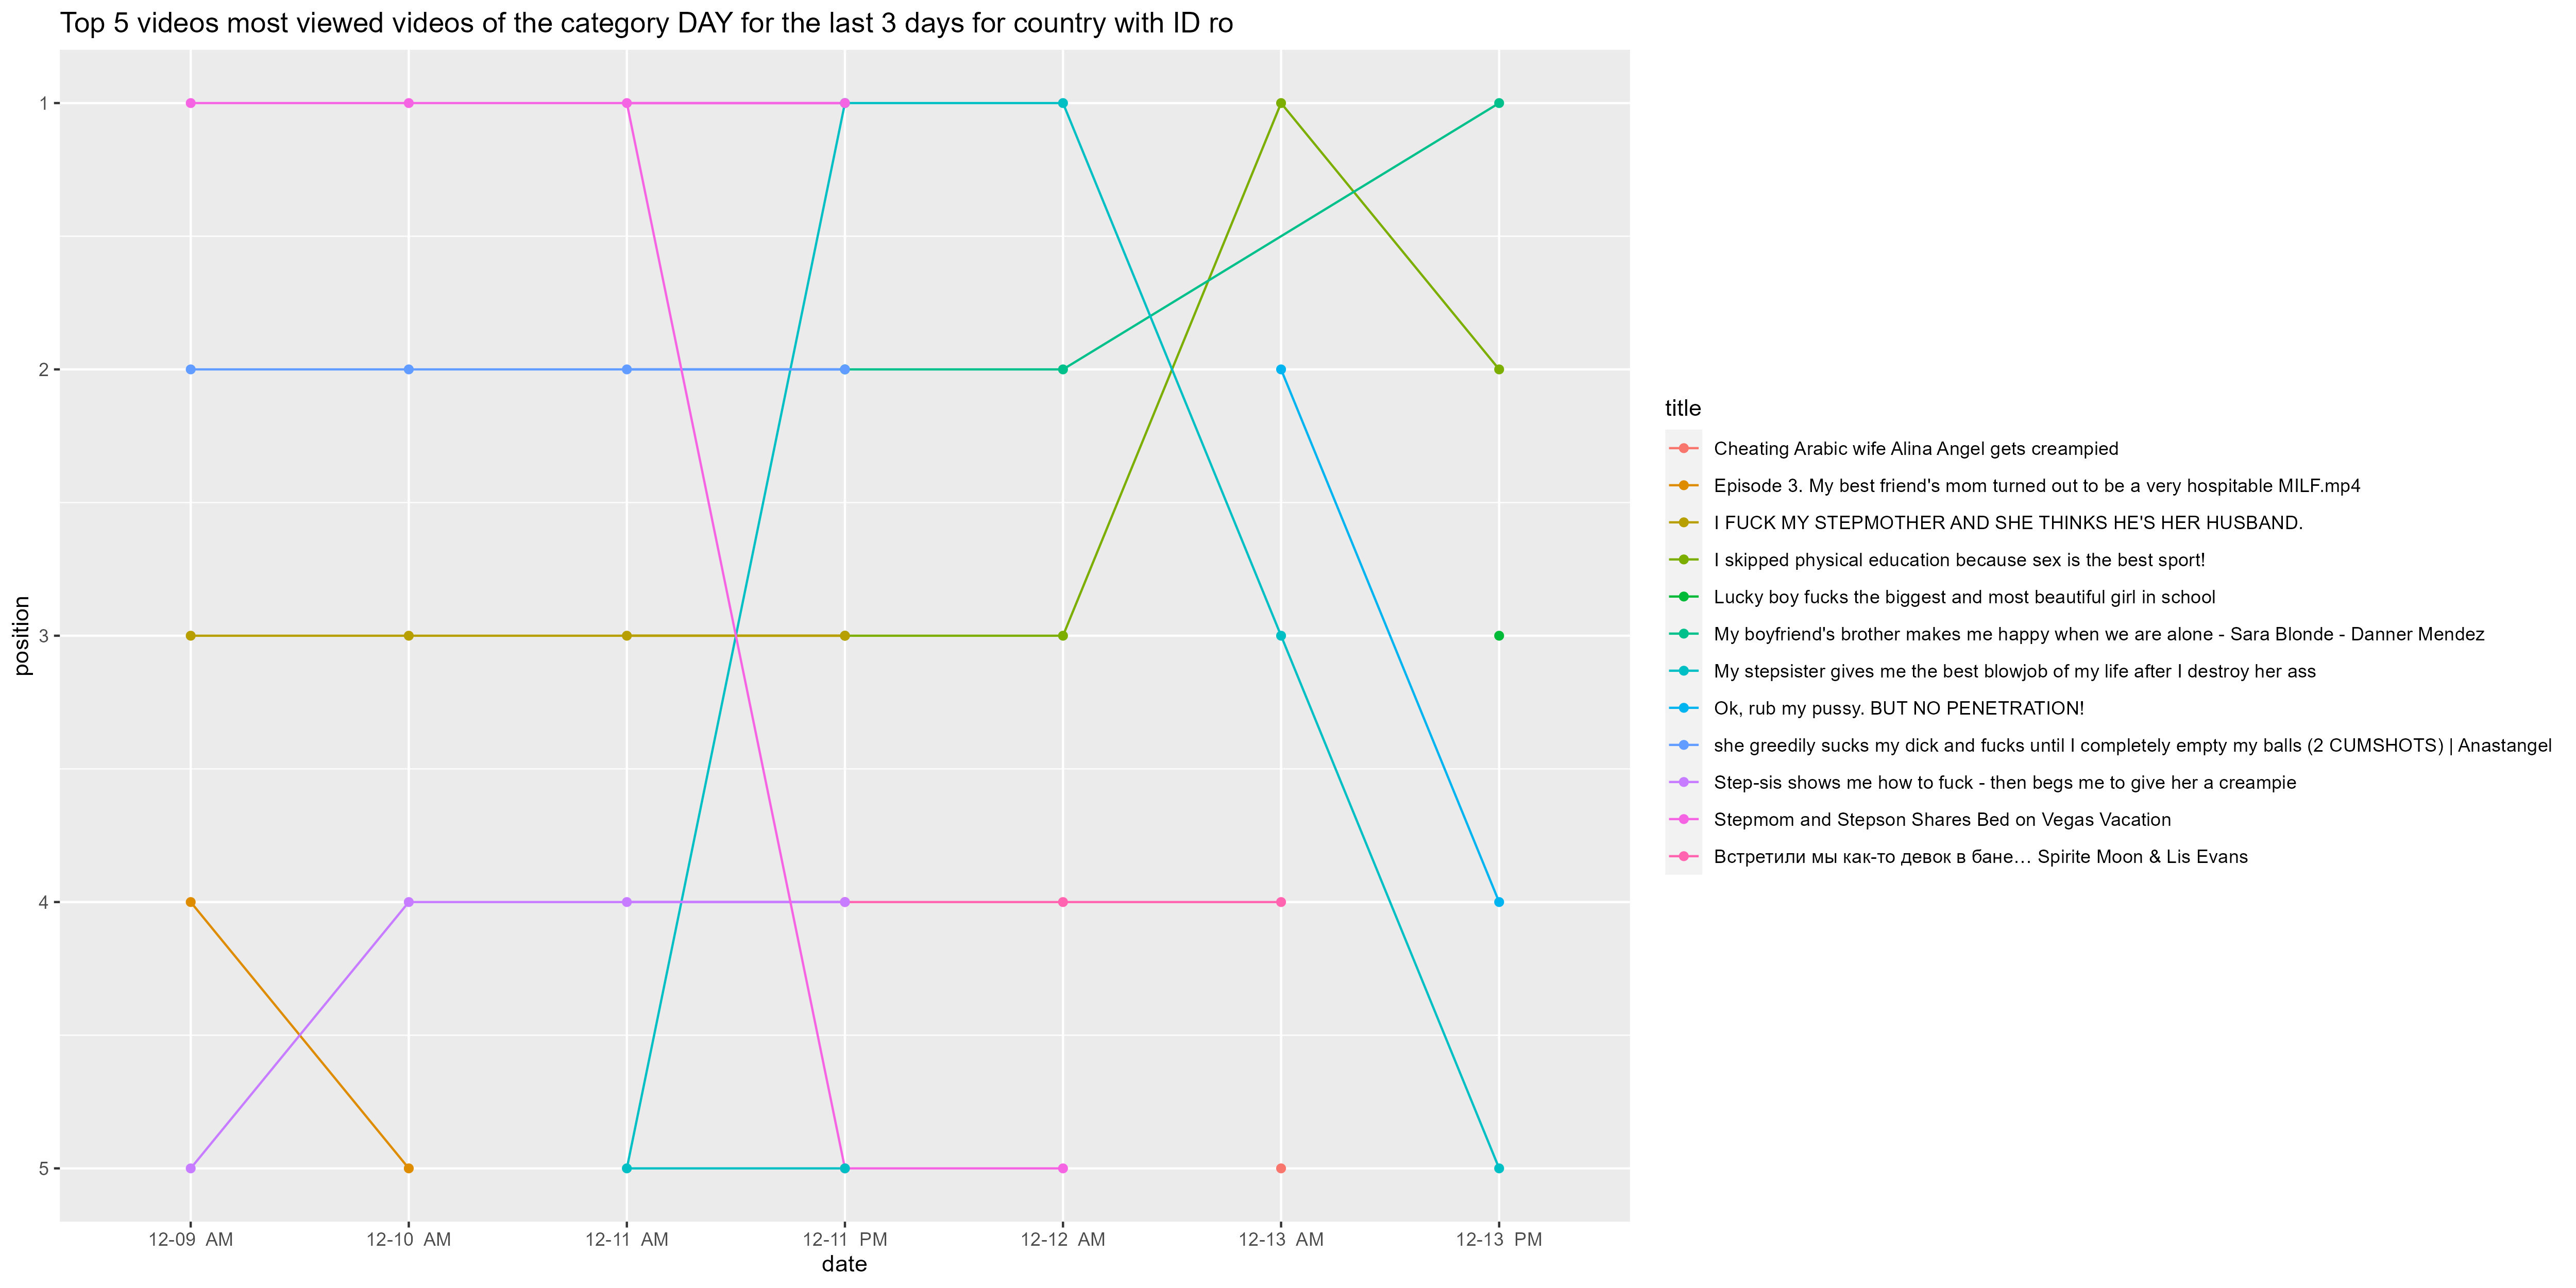 Top 5 videos most viewed videos of the category DAY for the last 3 days for country with ID ro
position
1
2
3
4
5
12-09 AM
12-10 AM
12-11 AM
12-11 PM
12-12 AM
12-13 AM
12-13 PM
date
title
Cheating Arabic wife Alina Angel gets creampied
Episode 3. My best friend's mom turned out to be a very hospitable MILF.mp4
I FUCK MY STEPMOTHER AND SHE THINKS HE'S HER HUSBAND.
I skipped physical education because sex is the best sport!
Lucky boy fucks the biggest and most beautiful girl in school
My boyfriend's brother makes me happy when we are alone - Sara Blonde - Danner Mendez
My stepsister gives me the best blowjob of my life after I destroy her ass
Ok, rub my pussy. BUT NO PENETRATION!
she greedily sucks my dick and fucks until I completely empty my balls (2 CUMSHOTS) | Anastangel
Step-sis shows me how to fuck - then begs me to give her a creampie
Stepmom and Stepson Shares Bed on Vegas Vacation
Встретили мы как-то девок в бане… Spirite Moon & Lis Evans